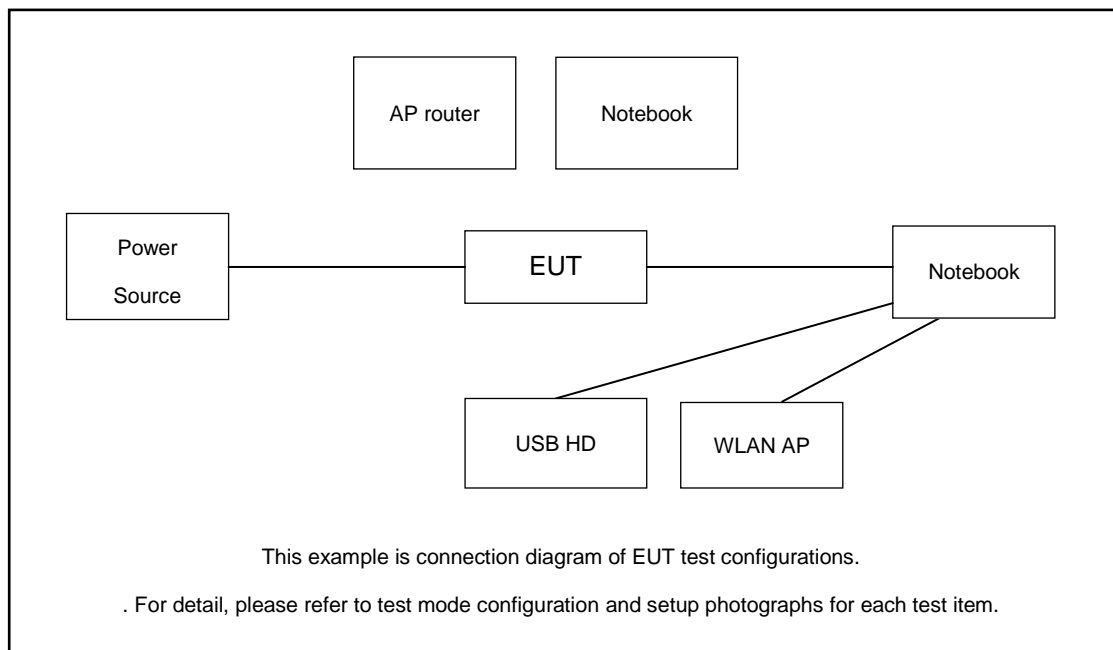 AP router
Notebook
Power
Source
EUT
Notebook
USB HD
WLAN AP
This example is connection diagram of EUT test configurations.
. For detail, please refer to test mode configuration and setup photographs for each test item.